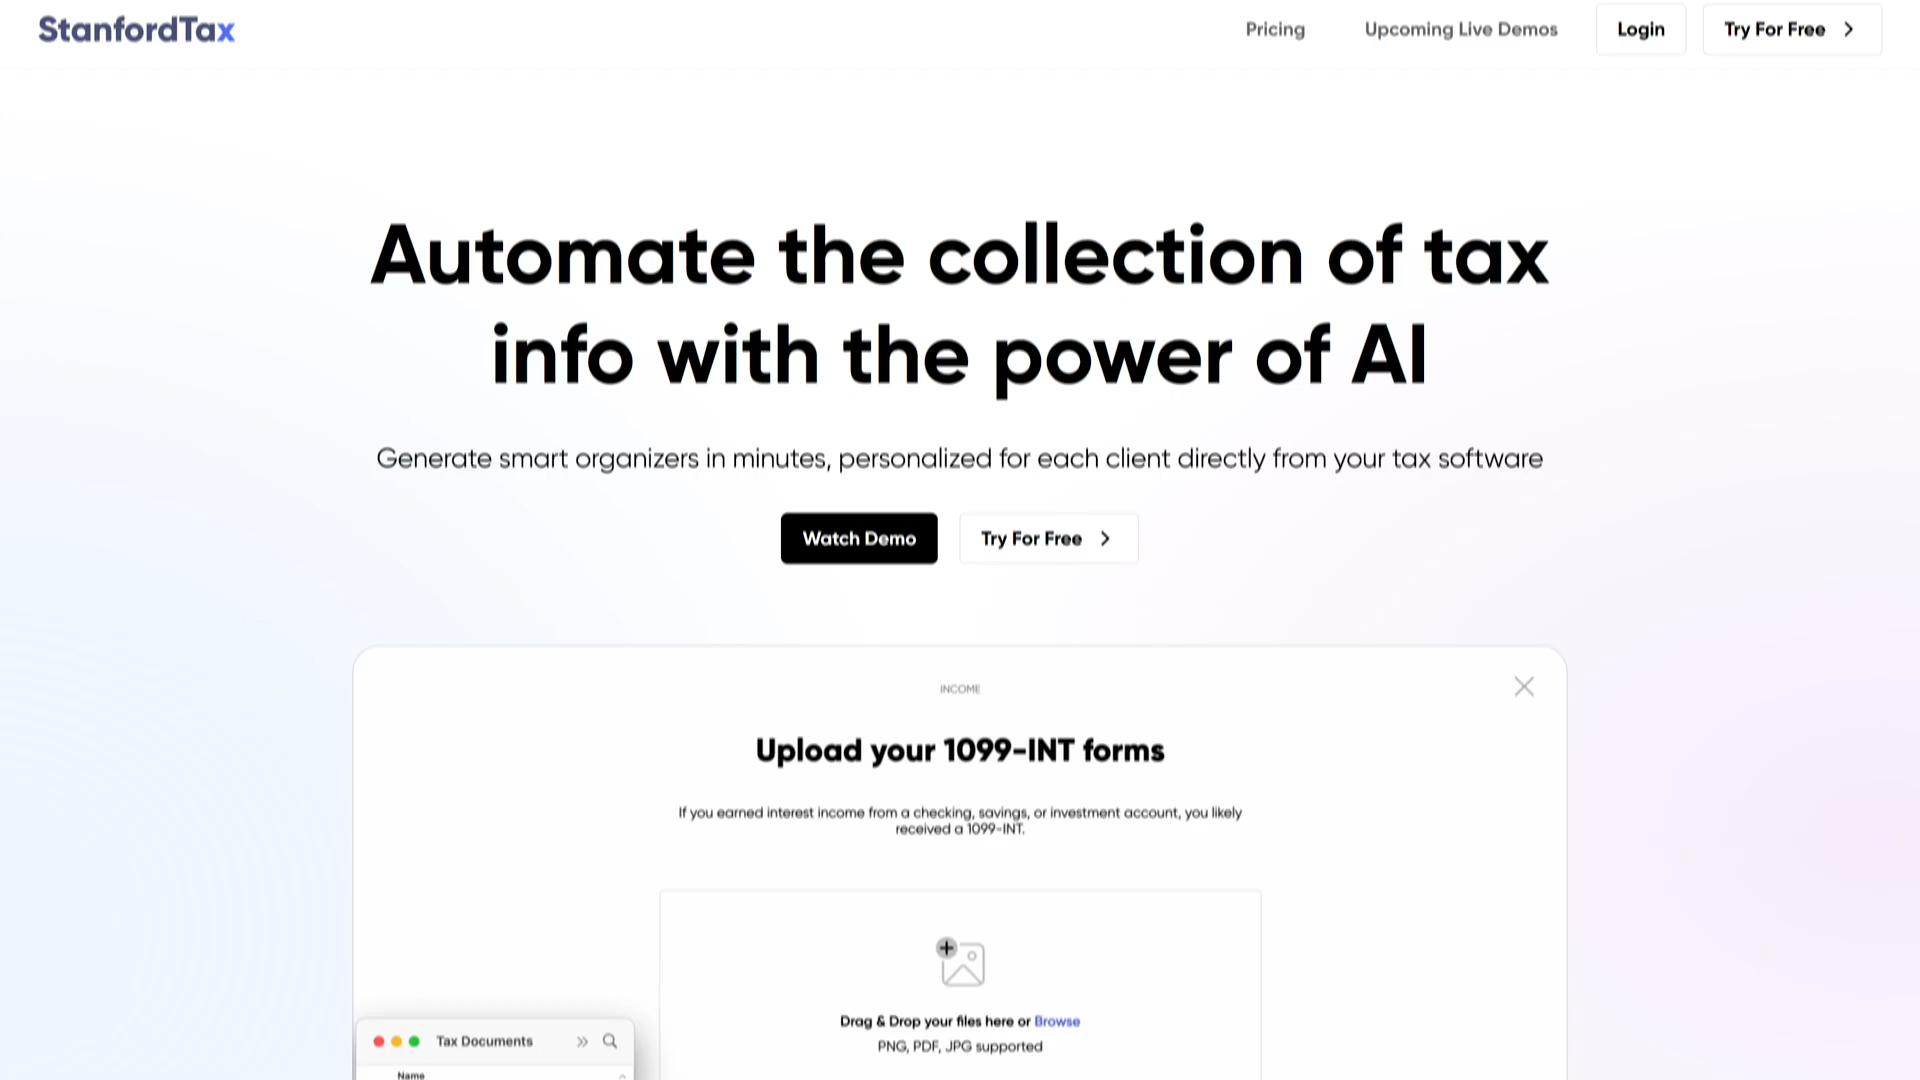 StanfordTax
Pricing
Upcoming Live Demos
Login
Try For Free
Automate the collection of tax
info with the power of AI
Generate smart organizers in minutes, personalized for each client directly from your tax software
Watch Demo
Try For Free
INCOME
Upload your 1099-INT forms
If you earned interest income from a checking, savings, or investment account, you likely
received a 1099-INT.
Drag & Drop your files here or Browse
PNG, PDF, JPG supported
Tax Documents
Name